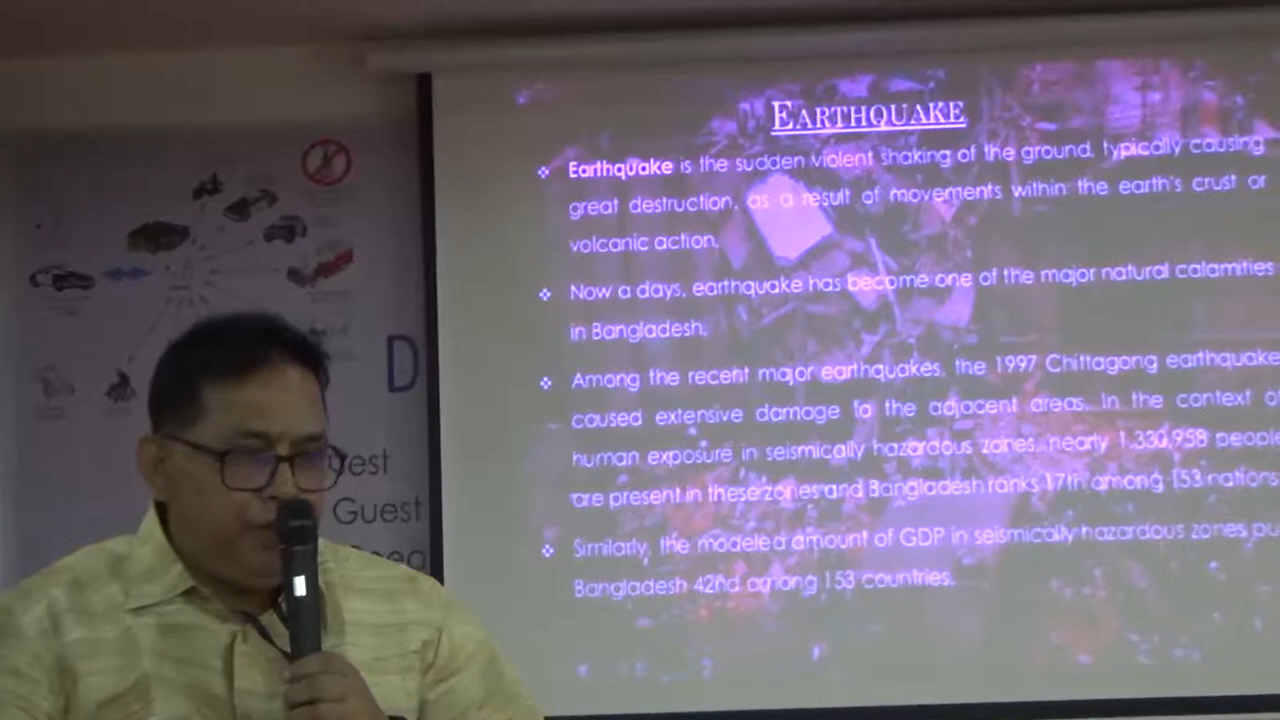 EARTHQUAKE
Earthquake is the sudden violent shaking of the ground, typically causing
great destruction, as a result of movements within the earth's crust or
volcanic action.
Now a days, earthquake has become one of the major natural calamities
in Bangladesh.
Among the recent major earthquakes, the 1997 Chittagong earthquake
caused extensive damage to the adjacent areas. In the context of
human exposure in seismically hazardous zones, nearly 1,330,958 people
are present in these zones and Bangladesh ranks 17th among 153 nations.
Similarly, the modeled amount of GDP in seismically hazardous zones pu
Bangladesh 42nd among 153 countries.
D
Guest